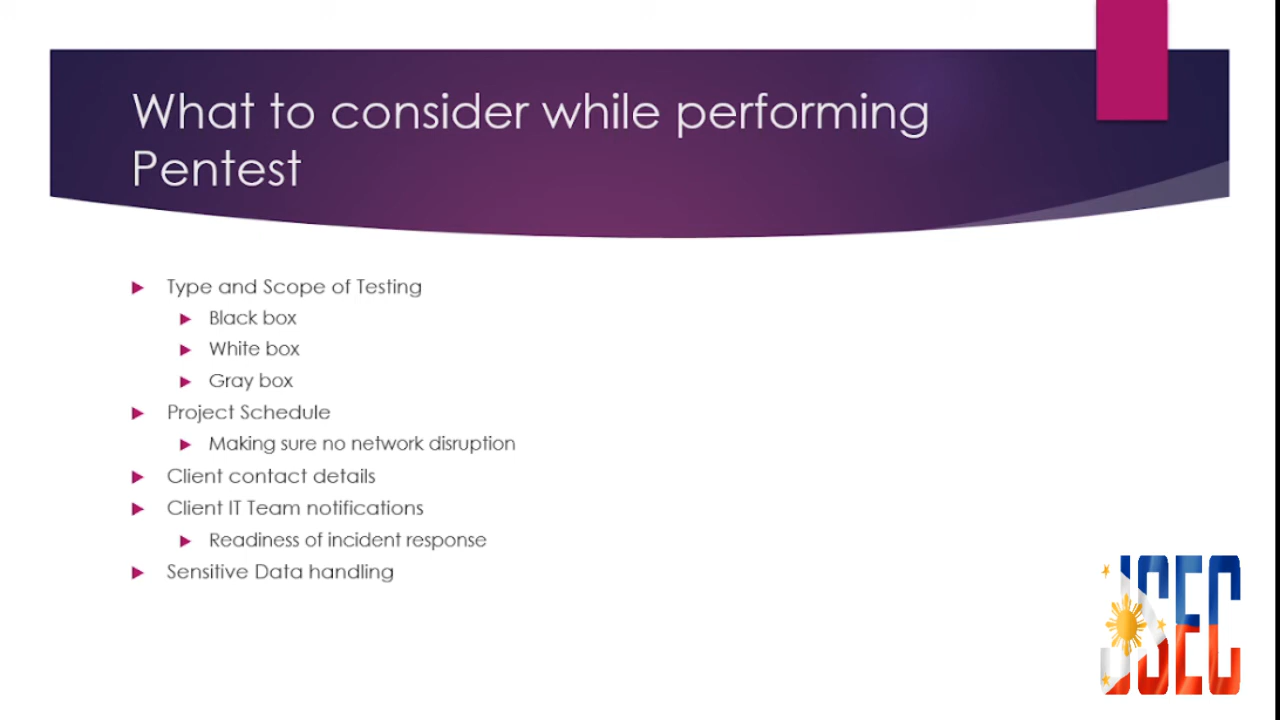 What to consider while performing
Pentest
Type and Scope of Testing
Black box
White box
Gray box
Project Schedule
Making sure no network disruption
Client contact details
Client IT Team notifications
Readiness of incident response
Sensitive Data handling
JSEC